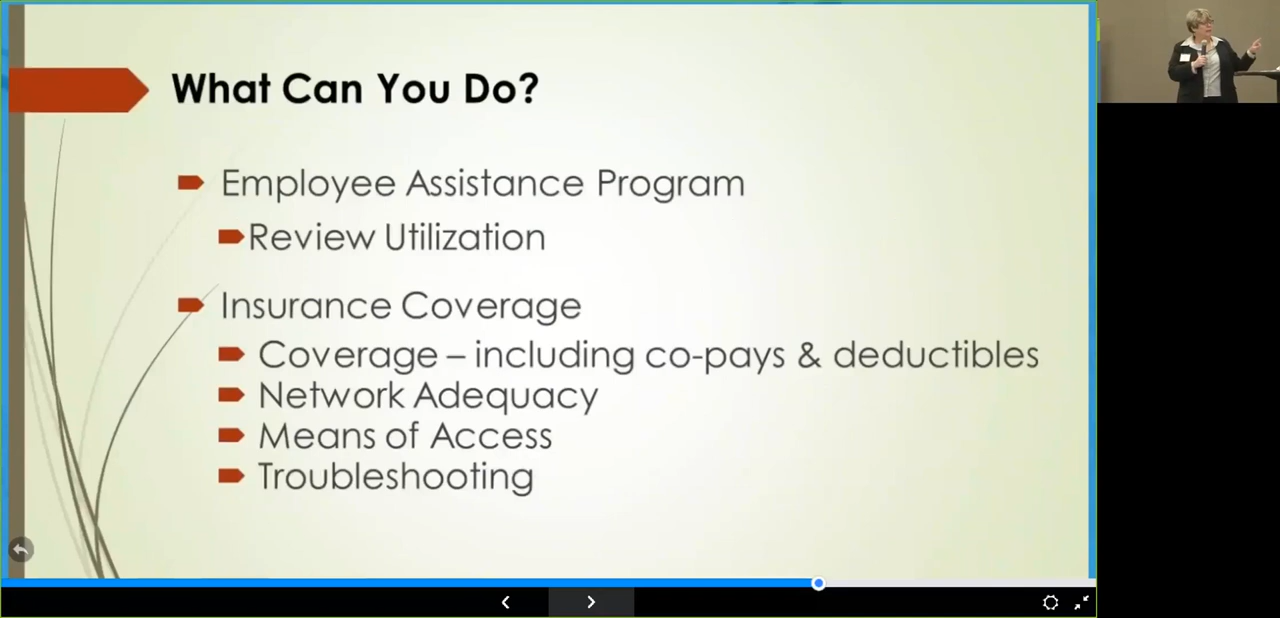 What Can You Do?
Employee Assistance Program
Review Utilization
Insurance Coverage
Coverage – including co-pays & deductibles
Network Adequacy
Means of Access
Troubleshooting